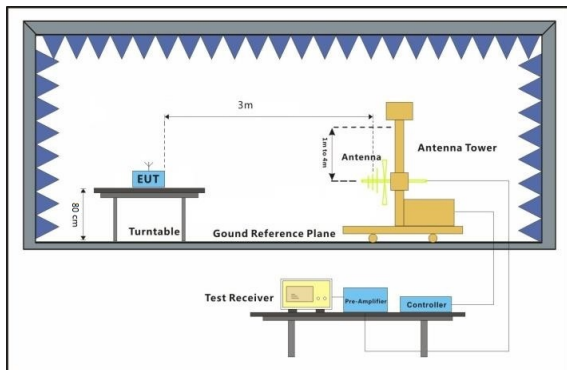 3m
1m to 4m
Antenna
Antenna Tower
EUT
80 cm
Turntable
Gound Reference Plane
Test Receiver
Pre-Amplifier
Controller